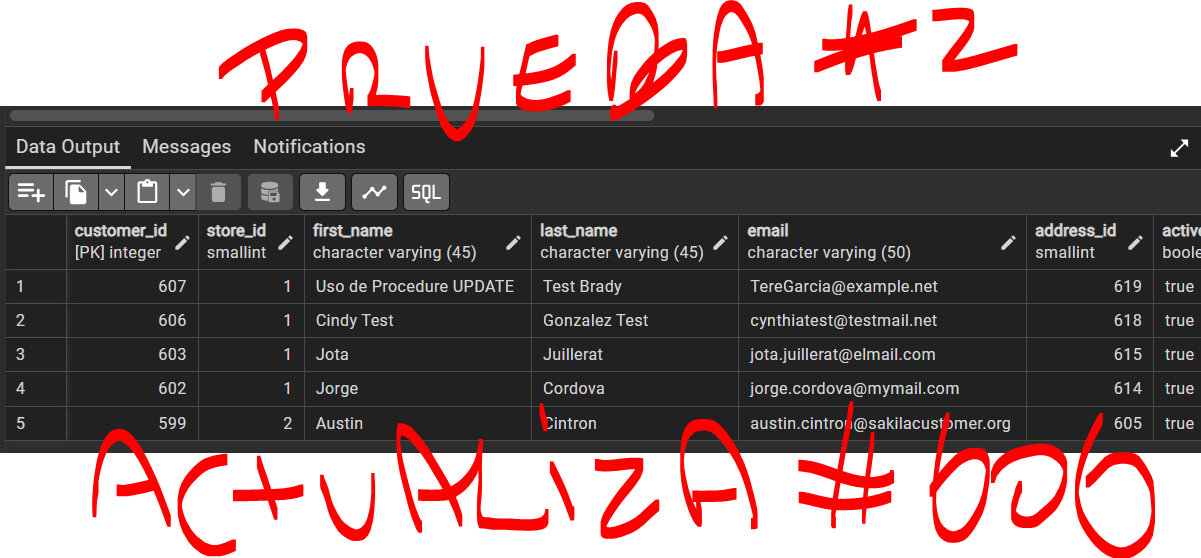 PRUEBA #2
Data Output Messages Notifications
SQL
customer_id store_id first_name last_name email address_id active
[PK] integer smallint character varying (45) character varying (45) character varying (50) smallint boole
1 607 1 Uso de Procedure UPDATE Test Brady TereGarcia@example.net 619 true
2 606 1 Cindy Test Gonzalez Test cynthiatest@testmail.net 618 true
3 603 1 Jota Juillerat jota.juillerat@elmail.com 615 true
4 602 1 Jorge Cordova jorge.cordova@mymail.com 614 true
5 599 2 Austin Cintron austin.cintron@sakilacustomer.org 605 true
ACTUALIZA #606